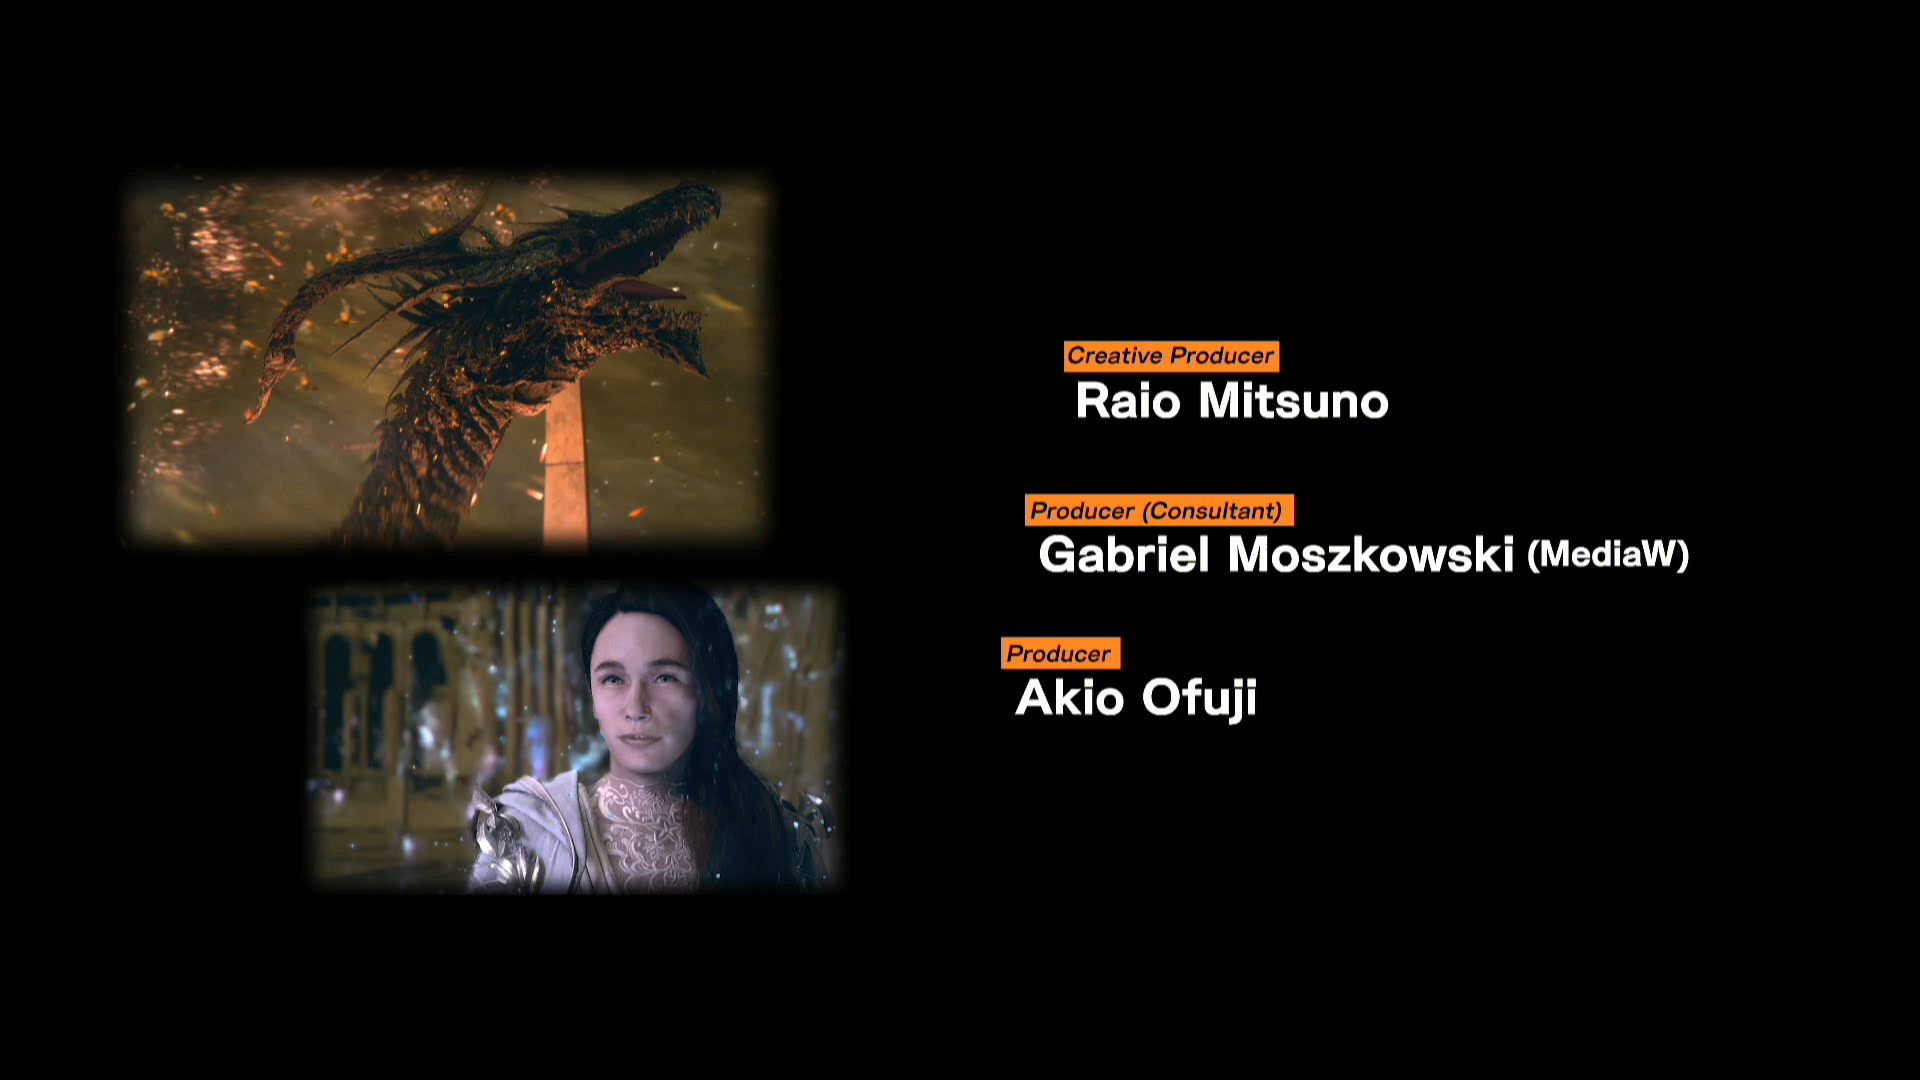 Creative Producer
Raio Mitsuno
Producer (Consultant)
Gabriel Moszkowski (MediaW)
Producer
Akio Ofuji